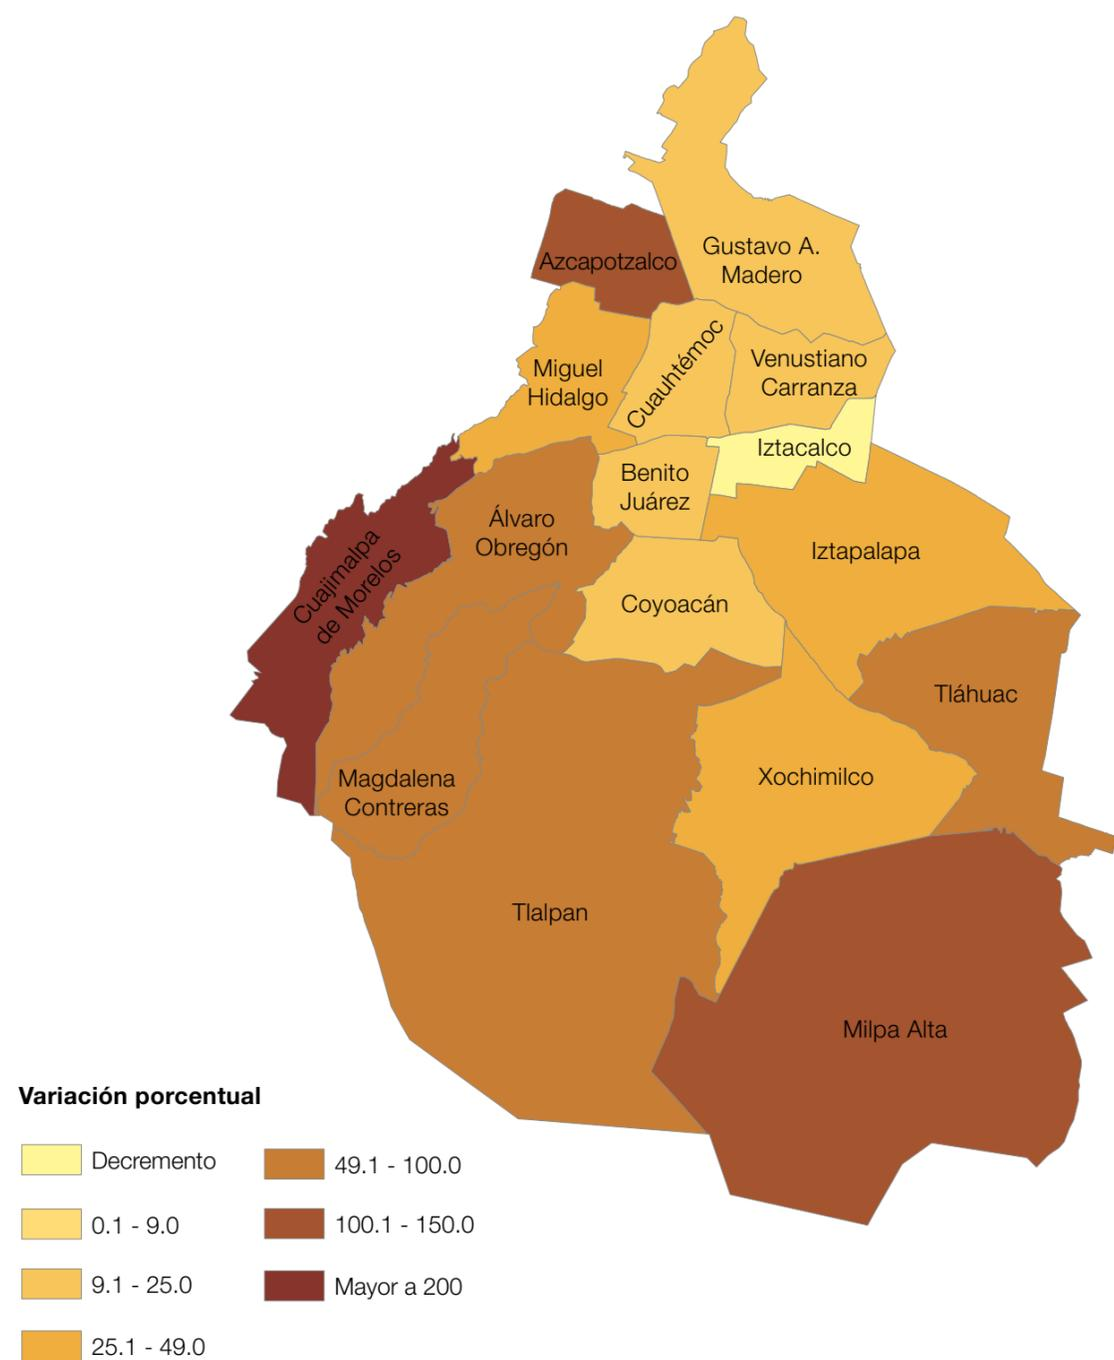 Gustavo A.
Madero
Azcapotzalco
Cuauhtémoc
Venustiano
Carranza
Miguel
Hidalgo
Iztacalco
Benito
Juárez
Álvaro
Obregón
Iztapalapa
Cuajimalpa
de Morelos
Coyoacán
Tláhuac
Xochimilco
Magdalena
Contreras
Tlalpan
Milpa Alta
Variación porcentual
Decremento
0.1 - 9.0
9.1 - 25.0
25.1 - 49.0
49.1 - 100.0
100.1 - 150.0
Mayor a 200